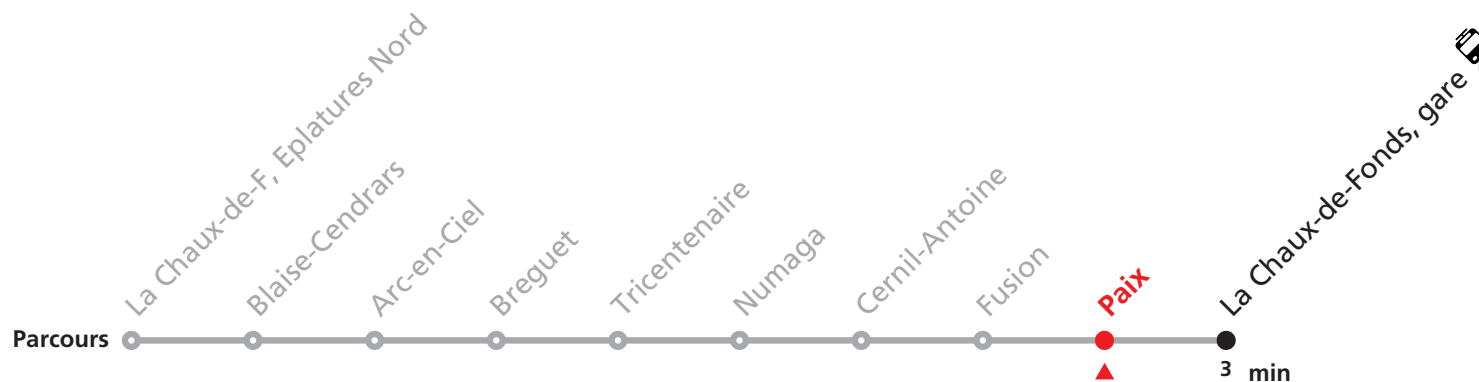 La Chaux-de-F, Eplatures Nord
Blaise-Cendrars
Arc-en-Ciel
Breguet
Tricentenaire
Numaga
Cernil-Antoine
Fusion
Paix
La Chaux-de-Fonds, gare
Parcours
3 min